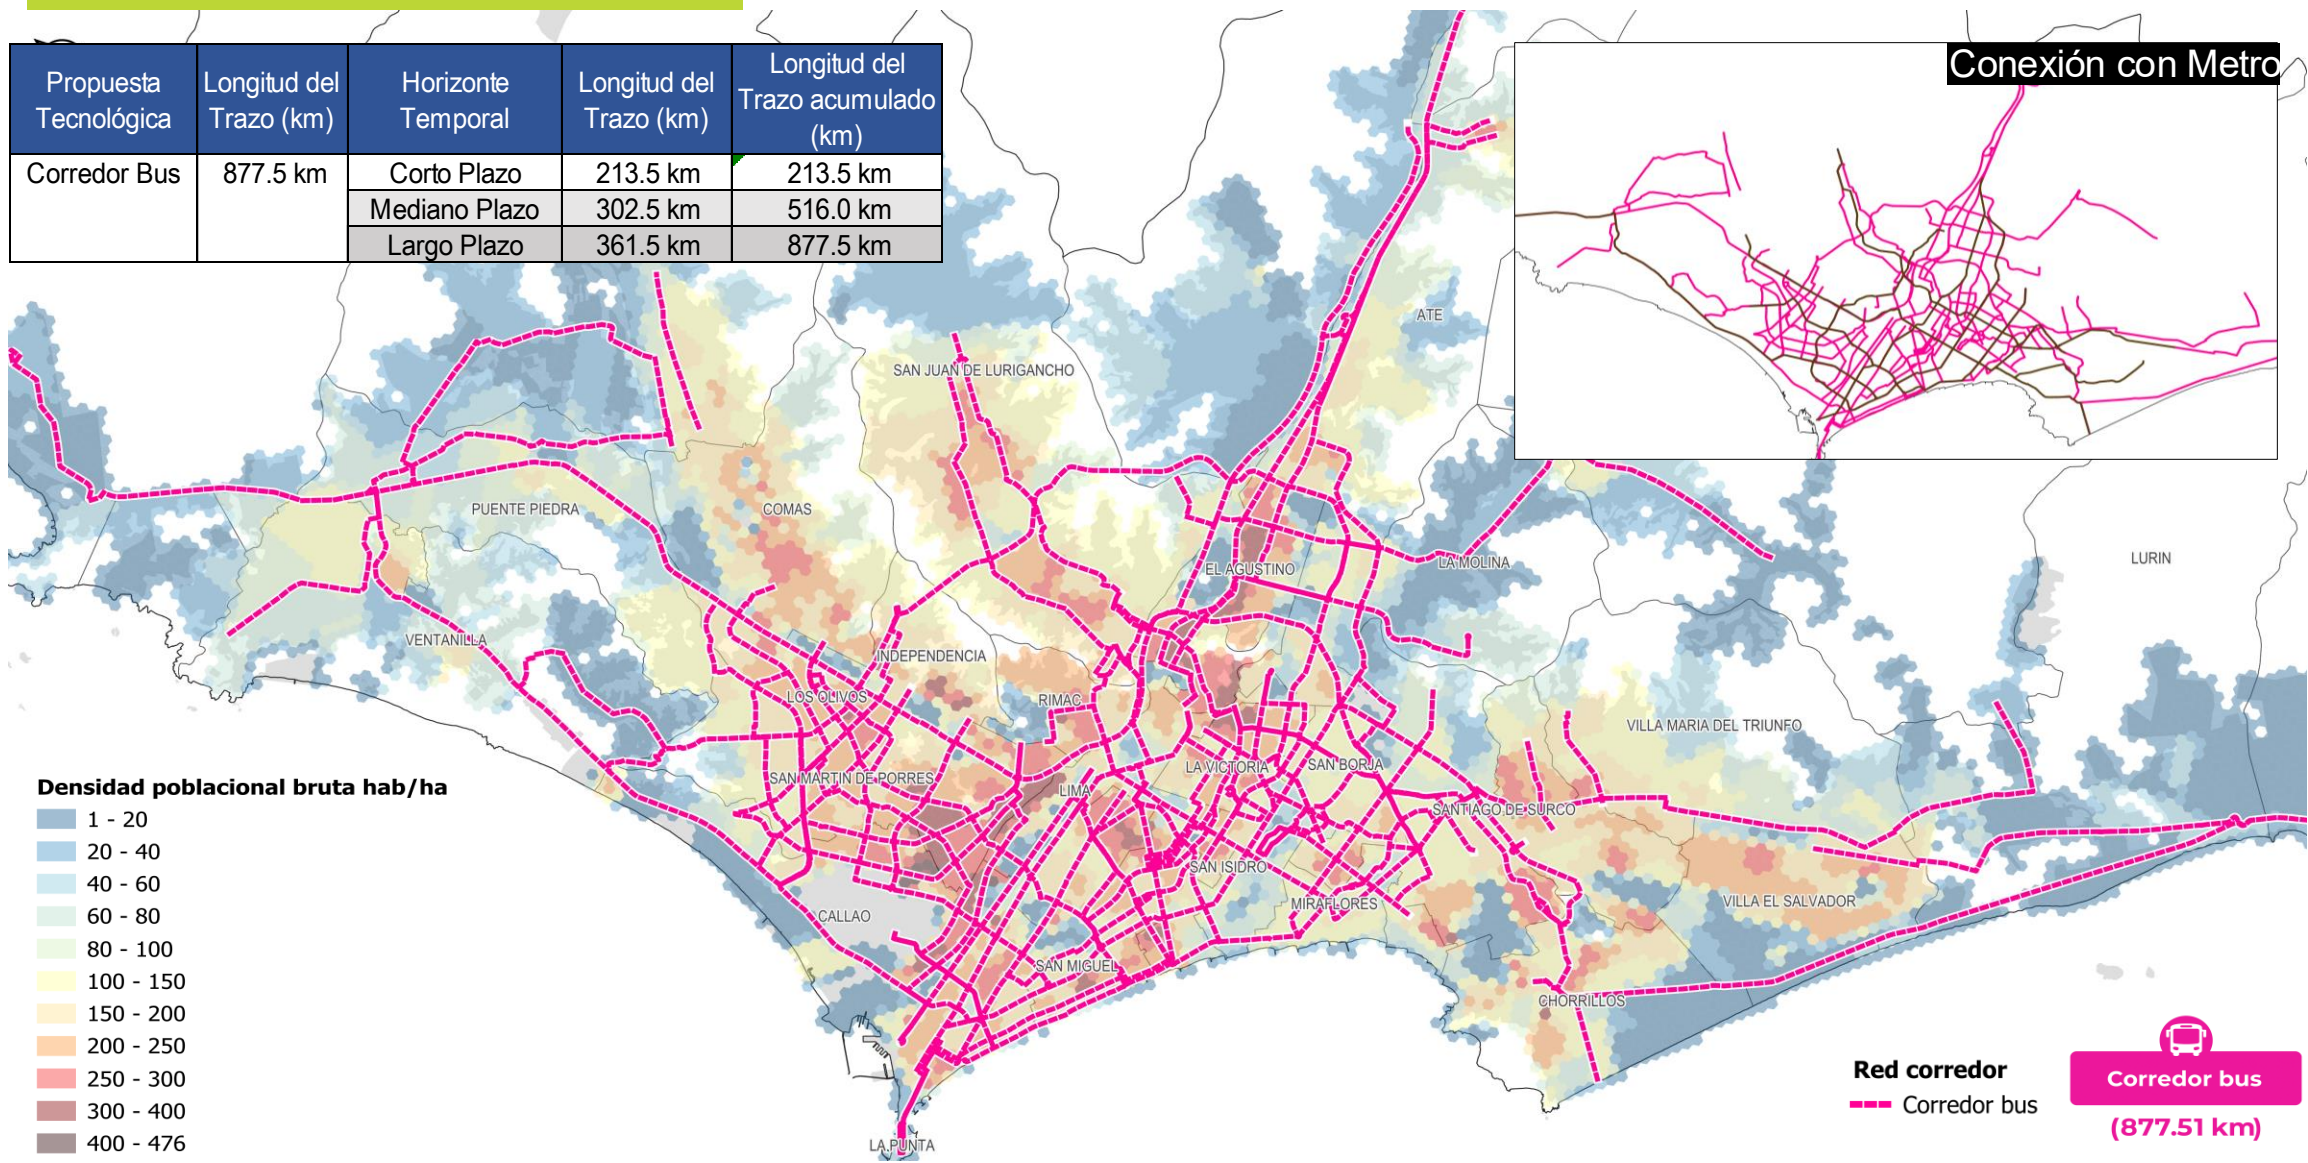 Propuesta Tecnológica
Longitud del Trazo (km)
Horizonte Temporal
Longitud del Trazo (km)
Longitud del Trazo acumulado (km)
Corredor Bus
877.5 km
Corto Plazo
213.5 km
213.5 km
Mediano Plazo
302.5 km
516.0 km
Largo Plazo
361.5 km
877.5 km
Conexión con Metro
ATE
SAN JUAN DE LURIGANCHO
PUENTE PIEDRA
COMAS
EL AGUSTINO
LA MOLINA
LURIN
VENTANILLA
INDEPENDENCIA
LOS OLIVOS
RIMAC
VILLA MARIA DEL TRIUNFO
SAN MARTIN DE PORRES
LIMA
LA VICTORIA
SAN BORJA
SANTIAGO DE SURCO
SAN ISIDRO
MIRAFLORES
VILLA EL SALVADOR
CALLAO
SAN MIGUEL
CHORRILLOS
LA PUNTA
Densidad poblacional bruta hab/ha
1 - 20
20 - 40
40 - 60
60 - 80
80 - 100
100 - 150
150 - 200
200 - 250
250 - 300
300 - 400
400 - 476
Red corredor
Corredor bus
Corredor bus
(877.51 km)